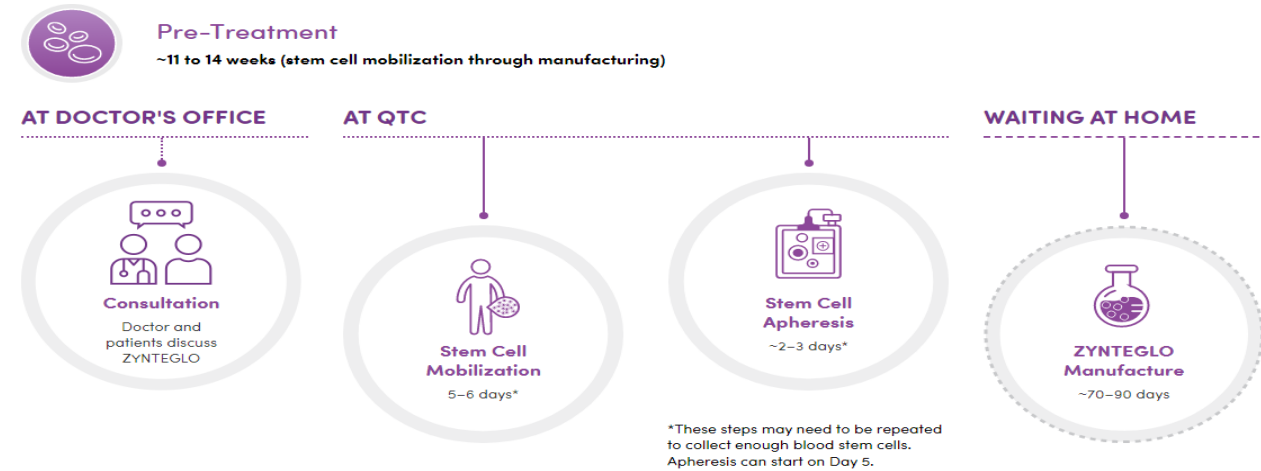 Pre-Treatment
~11 to 14 weeks (stem cell mobilization through manufacturing)
AT DOCTOR'S OFFICE
AT QTC
WAITING AT HOME
Consultation
Doctor and
patients discuss
ZYNTEGLO
Stem Cell
Mobilization
5–6 days*
Stem Cell
Apheresis
~2–3 days*
*These steps may need to be repeated
to collect enough blood stem cells.
Apheresis can start on Day 5.
ZYNTEGLO
Manufacture
~70–90 days